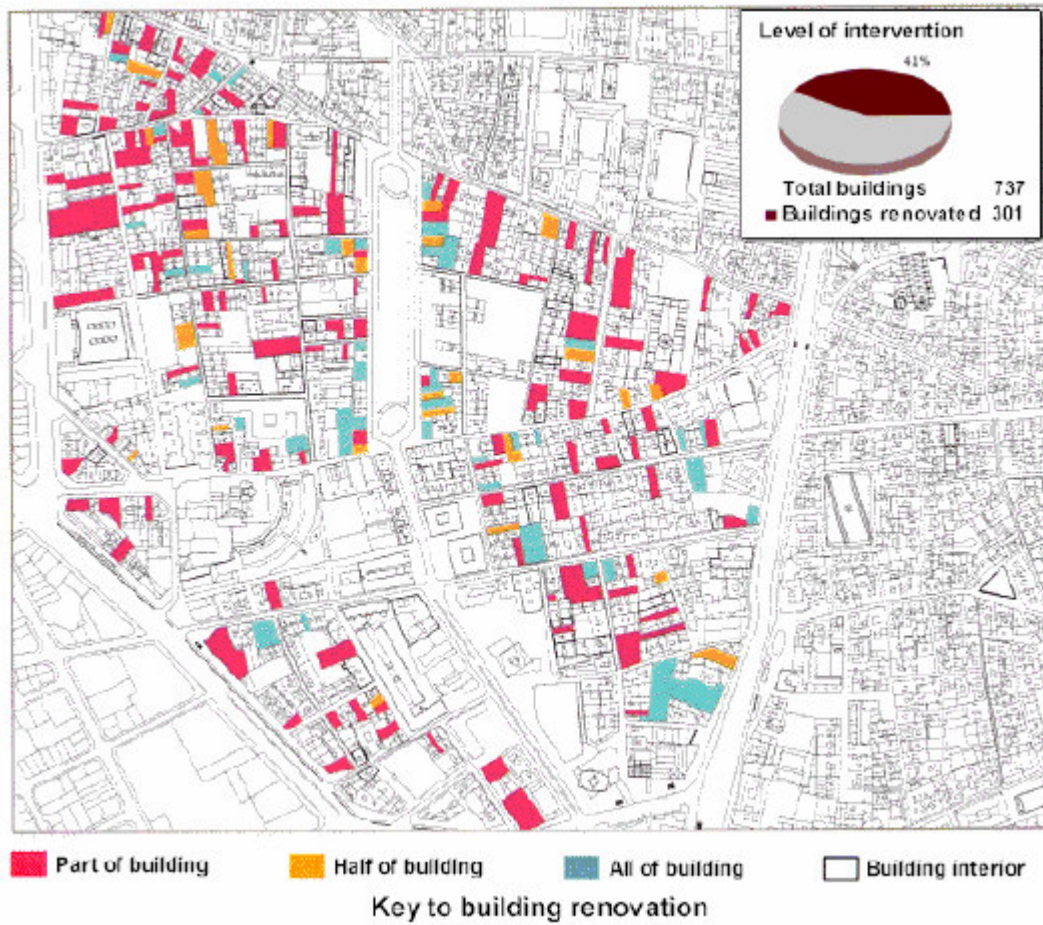 Level of intervention
41%
Total buildings 737
Buildings renovated 301
Part of building
Half of building
All of building
Building interior
Key to building renovation